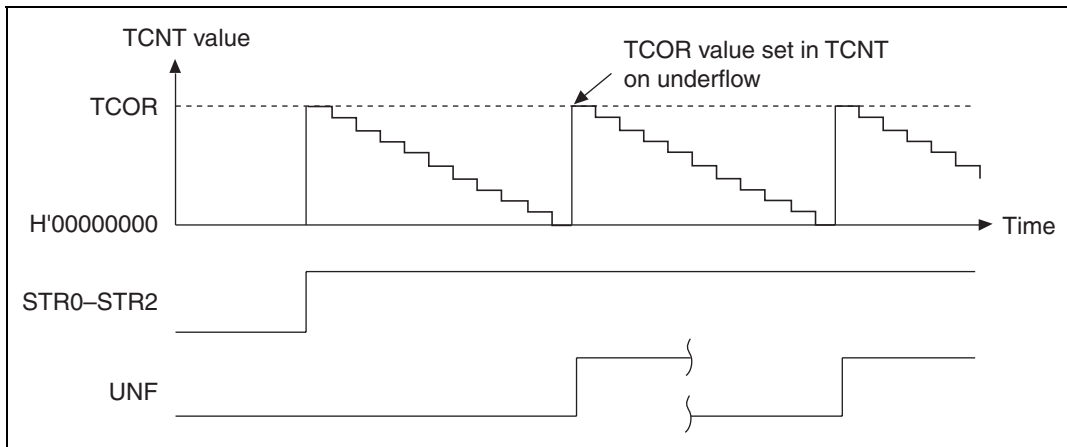 TCNT value
TCOR value set in TCNT
on underflow
TCOR
H'00000000
Time
STR0–STR2
UNF